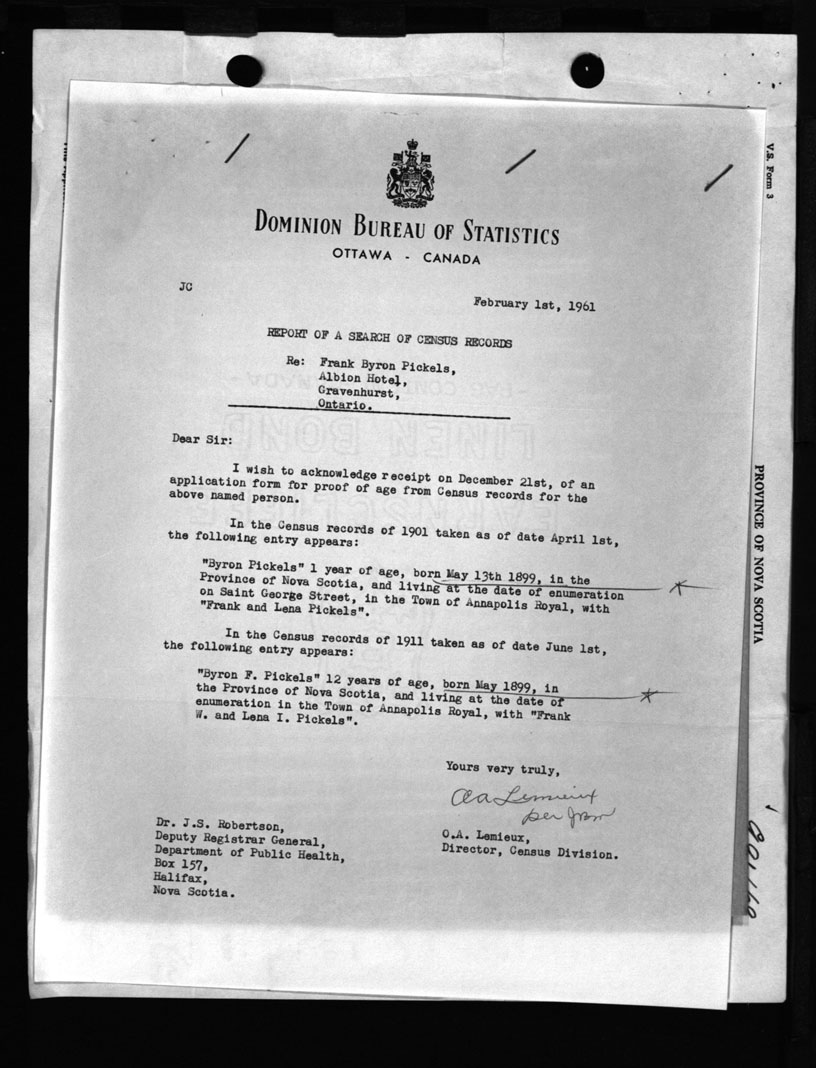 V.S. Form 3
DOMINION BUREAU OF STATISTICS
OTTAWA - CANADA
JC
February 1st, 1961
REPORT OF A SEARCH OF CENSUS RECORDS
Re: Frank Byron Pickels,
Albion Hotel,
Gravenhurst,
Ontario.
Dear Sir:
I wish to acknowledge receipt on December 21st, of an
application form for proof of age from Census records for the
above named person.
In the Census records of 1901 taken as of date April 1st,
the following entry appears:
"Byron Pickels" 1 year of age, born May 13th 1899, in the
Province of Nova Scotia, and living at the date of enumeration
on Saint George Street, in the Town of Annapolis Royal, with
"Frank and Lena Pickels".
In the Census records of 1911 taken as of date June 1st,
the following entry appears:
"Byron F. Pickels" 12 years of age, born May 1899, in
the Province of Nova Scotia, and living at the date of
enumeration in the Town of Annapolis Royal, with "Frank
W. and Lena I. Pickels".
Yours very truly,
OA Lemieux
per
O.A. Lemieux,
Director, Census Division.
Dr. J.S. Robertson,
Deputy Registrar General,
Department of Public Health,
Box 157,
Halifax,
Nova Scotia.
PROVINCE OF NOVA SCOTIA
LINEN BOND